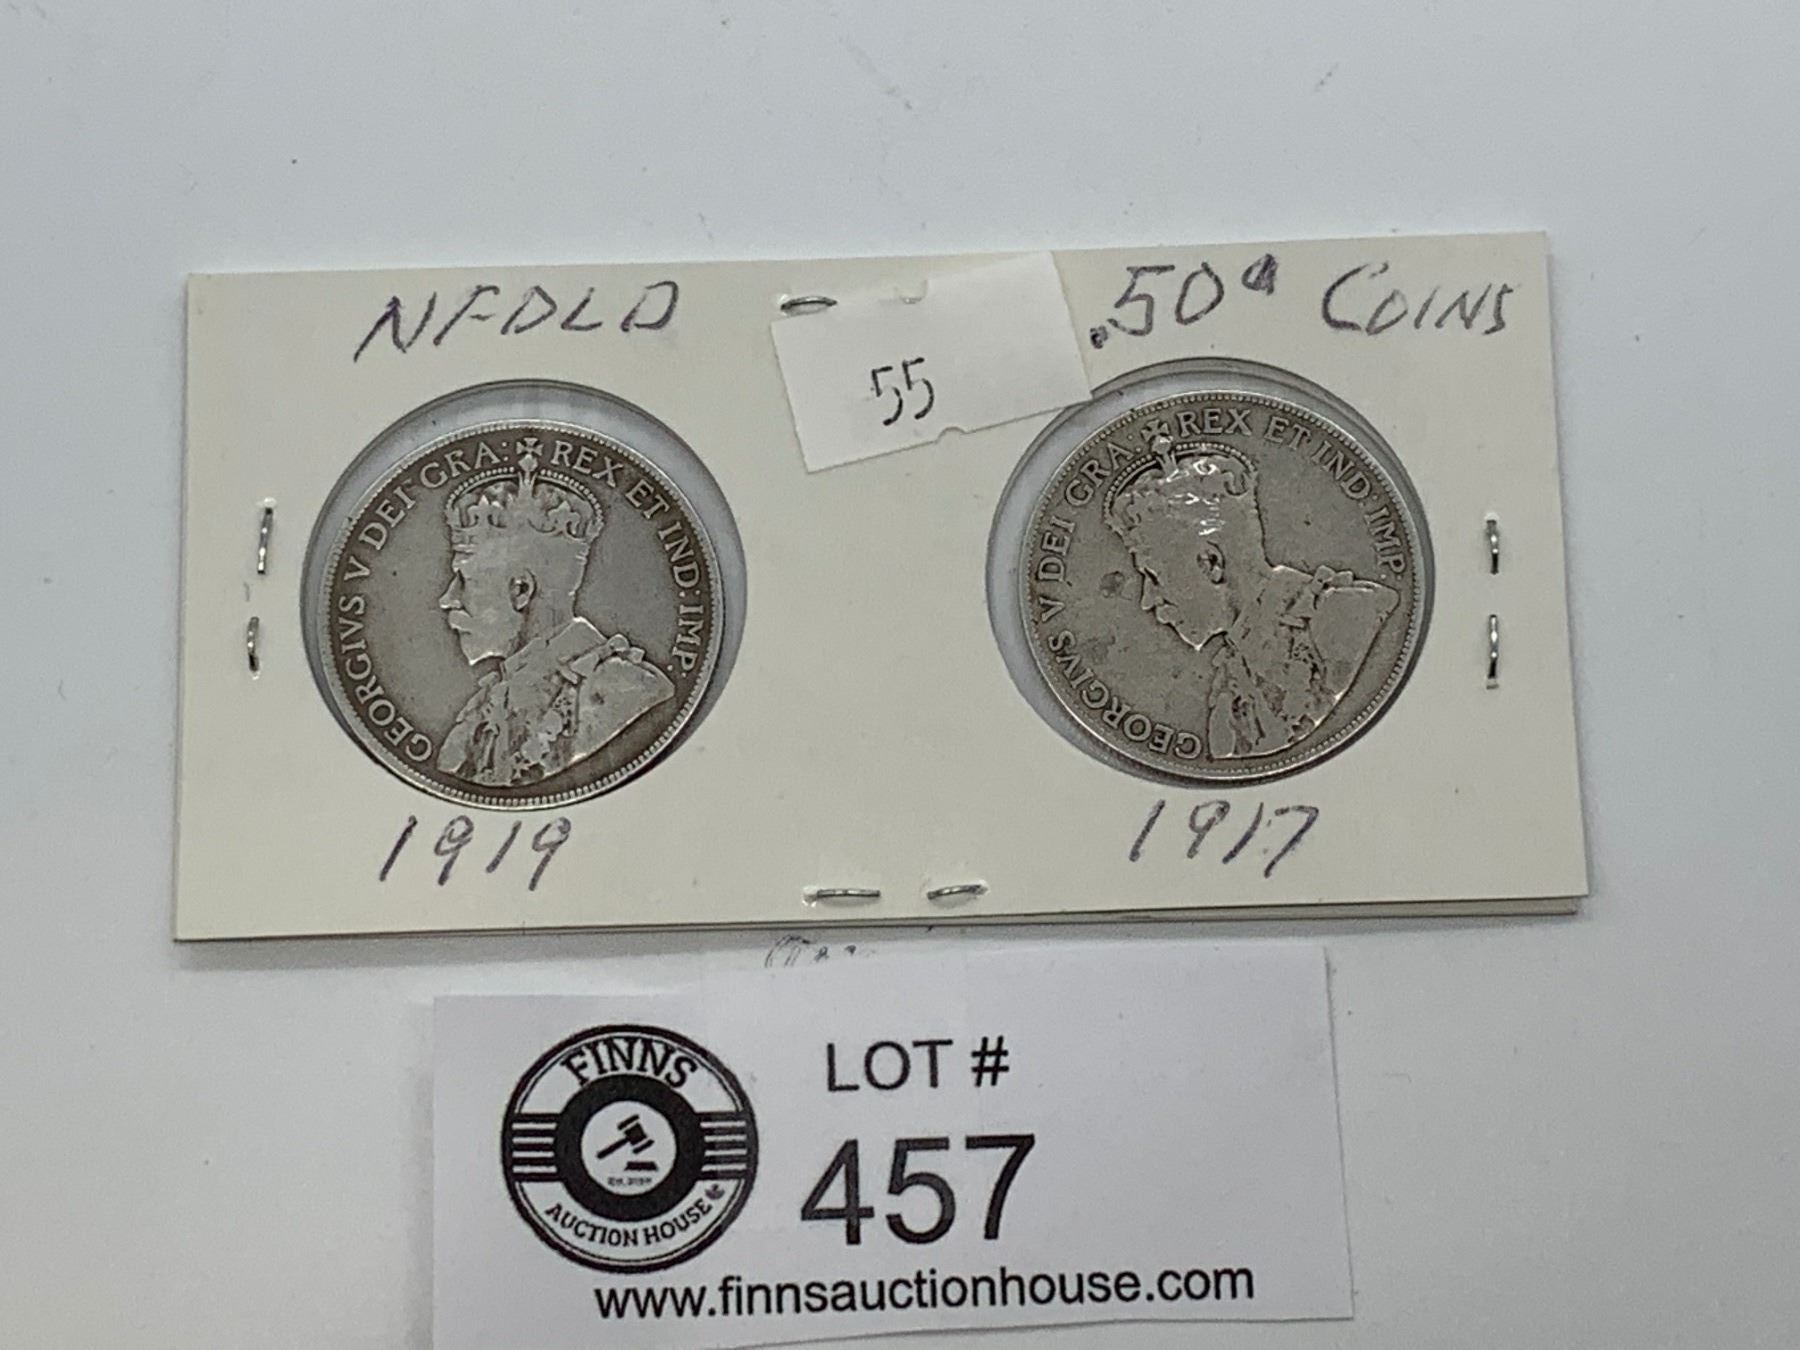 NFDLD .50¢ COINS
55
GEORGIVS V DEI GRA: REX ET IND: IMP.
GEORGIVS V DEI GRA: REX ET IND: IMP.
1919 1917
FINNS
AUCTION HOUSE
LOT #
457
www.finnsauctionhouse.com